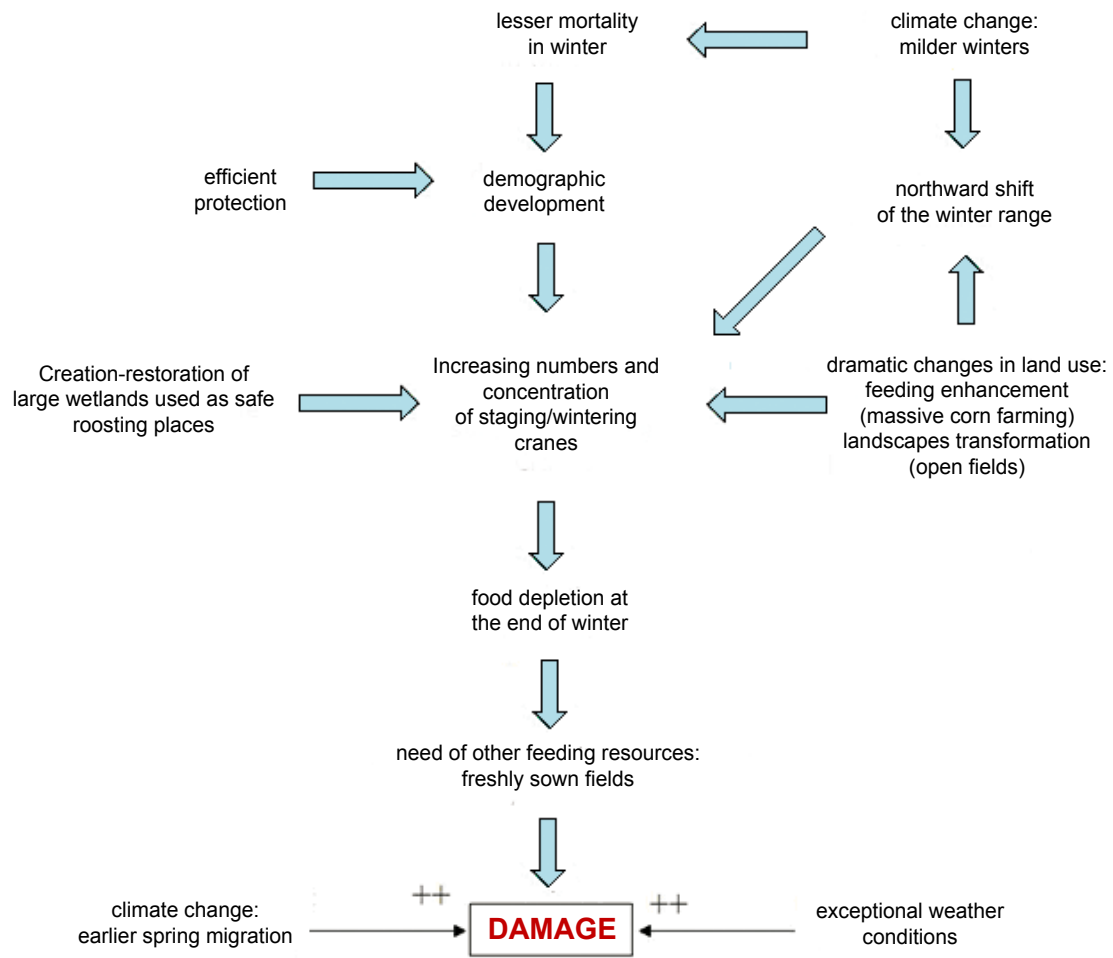 lesser mortality
in winter
climate change:
milder winters
efficient
protection
demographic
development
northward shift
of the winter range
Creation-restoration of
large wetlands used as safe
roosting places
Increasing numbers and
concentration
of staging/wintering
cranes
dramatic changes in land use:
feeding enhancement
(massive corn farming)
landscapes transformation
(open fields)
food depletion at
the end of winter
need of other feeding resources:
freshly sown fields
climate change:
earlier spring migration
++
DAMAGE
++
exceptional weather
conditions